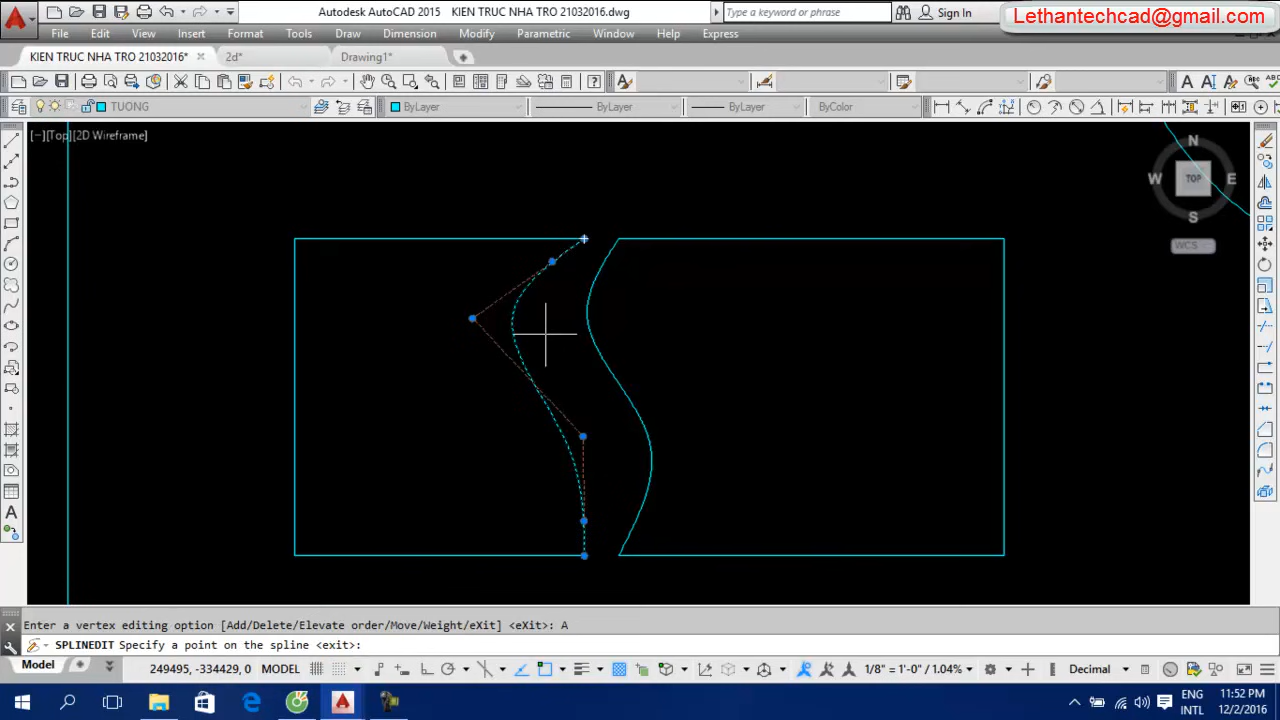 Autodesk AutoCAD 2015 KIEN TRUC NHA TRO 21032016.dwg
Type a keyword or phrase
Sign In
Lethantechcad@gmail.com
File Edit View Insert Format Tools Draw Dimension Modify Parametric Window Help Express
KIEN TRUC NHA TRO 21032016* 2d* Drawing1*
TUONG ByLayer ByLayer ByLayer ByColor
[−][Top][2D Wireframe]
N
W TOP E
S
WCS
Enter a vertex editing option [Add/Delete/Elevate order/Move/Weight/eXit] <eXit>: A
SPLINEDIT Specify a point on the spline <exit>:
Model
249495, -334429, 0 MODEL 1/8" = 1'-0" / 1.04% Decimal
ENG 11:52 PM
INTL 12/2/2016